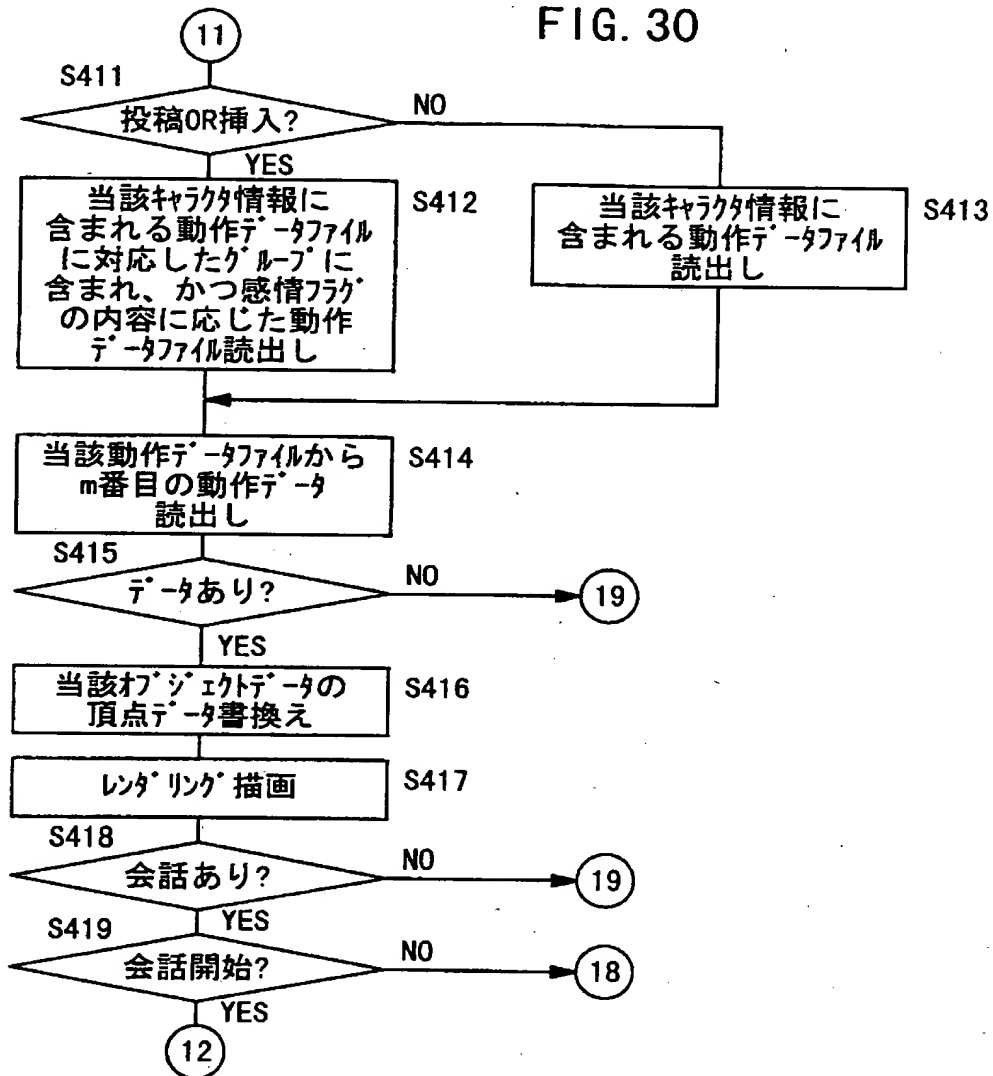 FIG. 30
11
S411
投稿OR挿入?
NO
YES
当該ｷｬﾗｸﾀ情報に
含まれる動作ﾃﾞｰﾀﾌｧｲﾙ
に対応したｸﾞﾙｰﾌﾟに
含まれ、かつ感情ﾌﾗｸﾞ
の内容に応じた動作
ﾃﾞｰﾀﾌｧｲﾙ読出し
S412
当該ｷｬﾗｸﾀ情報に
含まれる動作ﾃﾞｰﾀﾌｧｲﾙ
読出し
S413
当該動作ﾃﾞｰﾀﾌｧｲﾙから
m番目の動作ﾃﾞｰﾀ
読出し
S414
S415
ﾃﾞｰﾀあり?
NO
19
YES
当該ｵﾌﾞｼﾞｪｸﾄﾃﾞｰﾀの
頂点ﾃﾞｰﾀ書換え
S416
ﾚﾝﾀﾞﾘﾝｸﾞ描画
S417
S418
会話あり?
NO
19
YES
S419
会話開始?
NO
18
YES
12